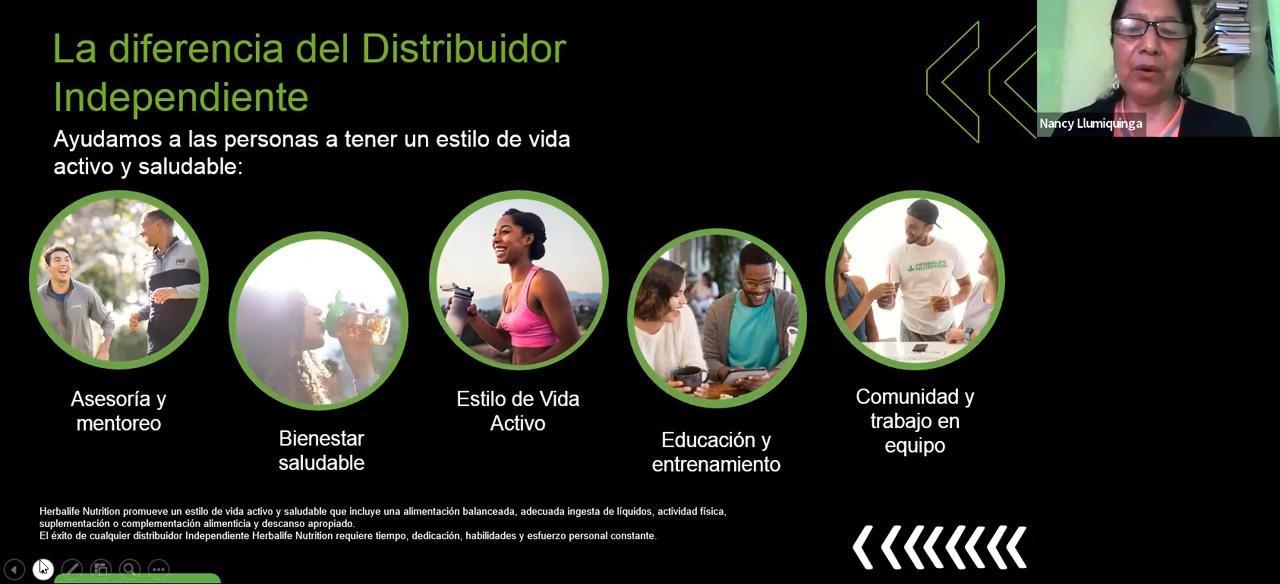 La diferencia del Distribuidor
Independiente
Ayudamos a las personas a tener un estilo de vida
activo y saludable:
Nancy Llumiquinga
HERBALIFE
NUTRITION
Asesoría y
mentoreo
Bienestar
saludable
Estilo de Vida
Activo
Educación y
entrenamiento
Comunidad y
trabajo en
equipo
Herbalife Nutrition promueve un estilo de vida activo y saludable que incluye una alimentación balanceada, adecuada ingesta de líquidos, actividad física,
suplementación o complementación alimenticia y descanso apropiado.
El éxito de cualquier distribuidor Independiente Herbalife Nutrition requiere tiempo, dedicación, habilidades y esfuerzo personal constante.